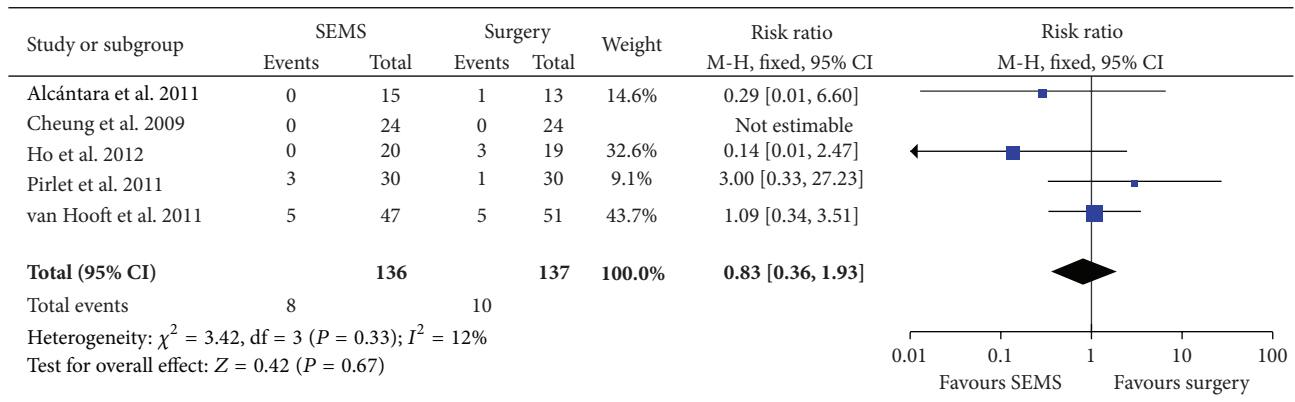 Study or subgroup SEMS Surgery Weight Risk ratio Risk ratio
Events Total Events Total M-H, fixed, 95% CI M-H, fixed, 95% CI
Alcántara et al. 2011 0 15 1 13 14.6% 0.29 [0.01, 6.60]
Cheung et al. 2009 0 24 0 24 Not estimable
Ho et al. 2012 0 20 3 19 32.6% 0.14 [0.01, 2.47]
Pirlet et al. 2011 3 30 1 30 9.1% 3.00 [0.33, 27.23]
van Hooft et al. 2011 5 47 5 51 43.7% 1.09 [0.34, 3.51]
Total (95% CI) 136 137 100.0% 0.83 [0.36, 1.93]
Total events 8 10
Heterogeneity: χ² = 3.42, df = 3 (P = 0.33); I² = 12%
Test for overall effect: Z = 0.42 (P = 0.67)
0.01 0.1 1 10 100
Favours SEMS Favours surgery